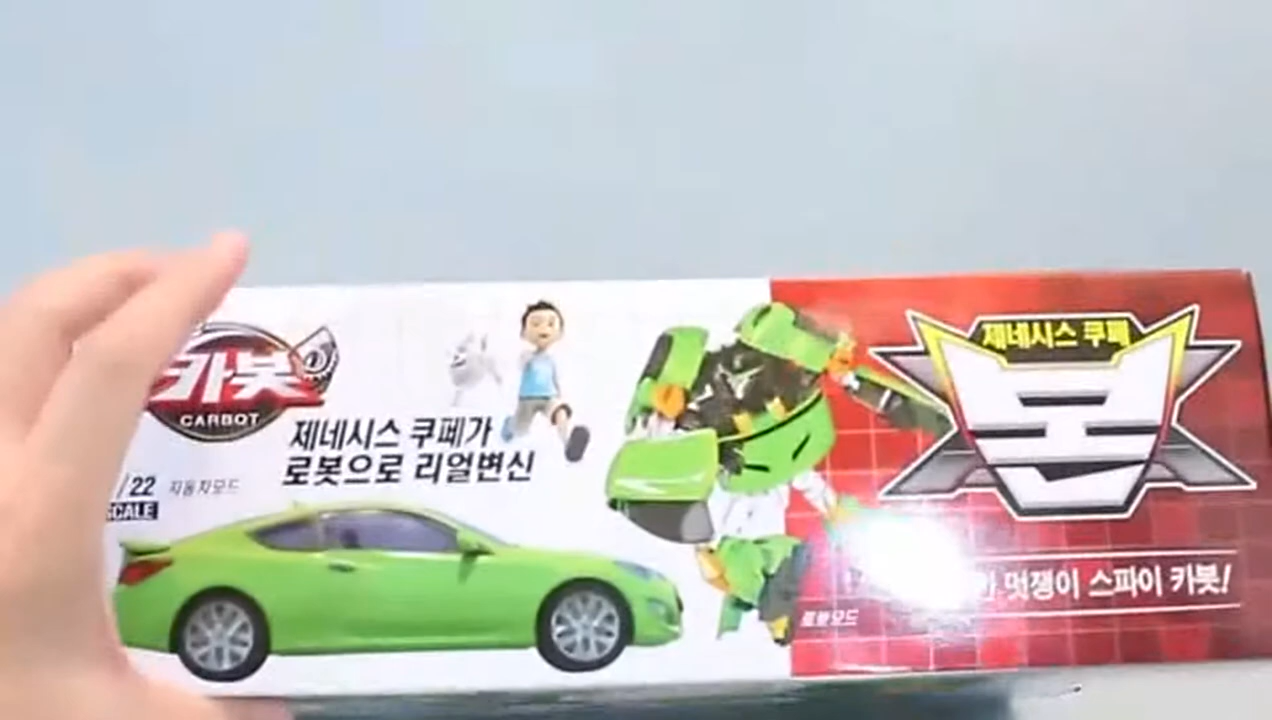 카봇
CARBOT
제네시스 쿠페가
로봇으로 리얼변신
/22
SCALE
자동차모드
제네시스 쿠페
로봇모드
멋쟁이 스파이 카봇!